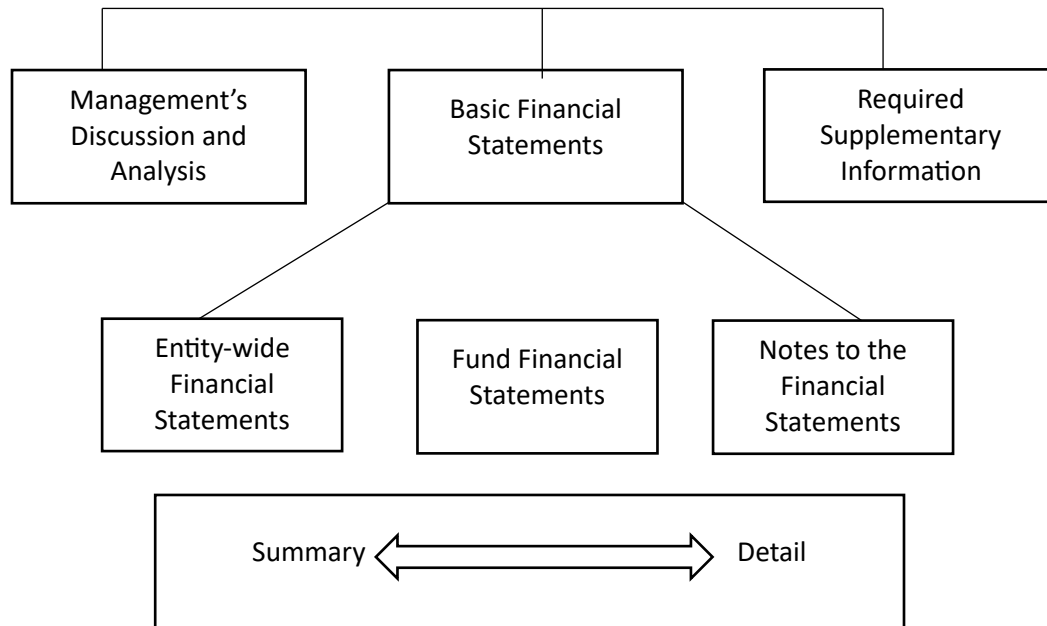 Management’s
Discussion and
Analysis
Basic Financial
Statements
Required
Supplementary
Information
Entity-wide
Financial
Statements
Fund Financial
Statements
Notes to the
Financial
Statements
Summary
Detail